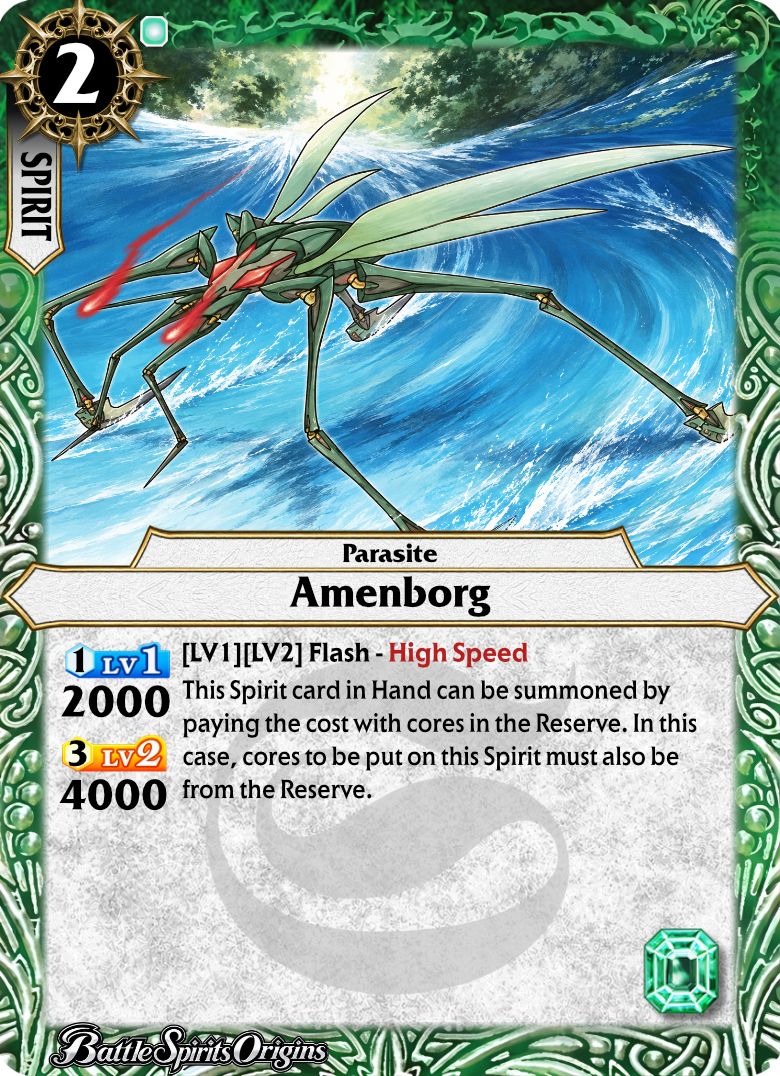 2
SPIRIT
Parasite
Amenborg
1 LV1
2000
3 LV2
4000
[LV1][LV2] Flash - High Speed
This Spirit card in Hand can be summoned by
paying the cost with cores in the Reserve. In this
case, cores to be put on this Spirit must also be
from the Reserve.
Battle Spirits Origins